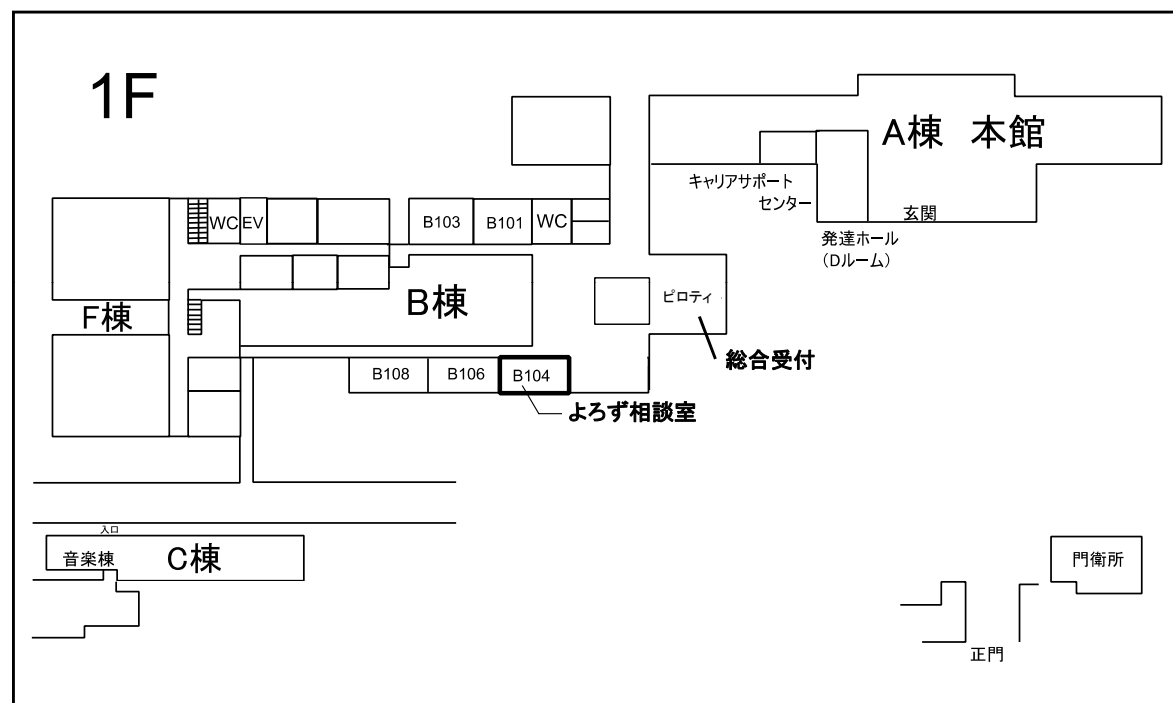 1F
A棟 本館
キャリアサポート
センター
玄関
発達ホール
(Dルーム)
WC
EV
B103
B101
WC
B棟
F棟
ピロティ
総合受付
B108
B106
B104
よろず相談室
入口
音楽棟
C棟
門衛所
正門